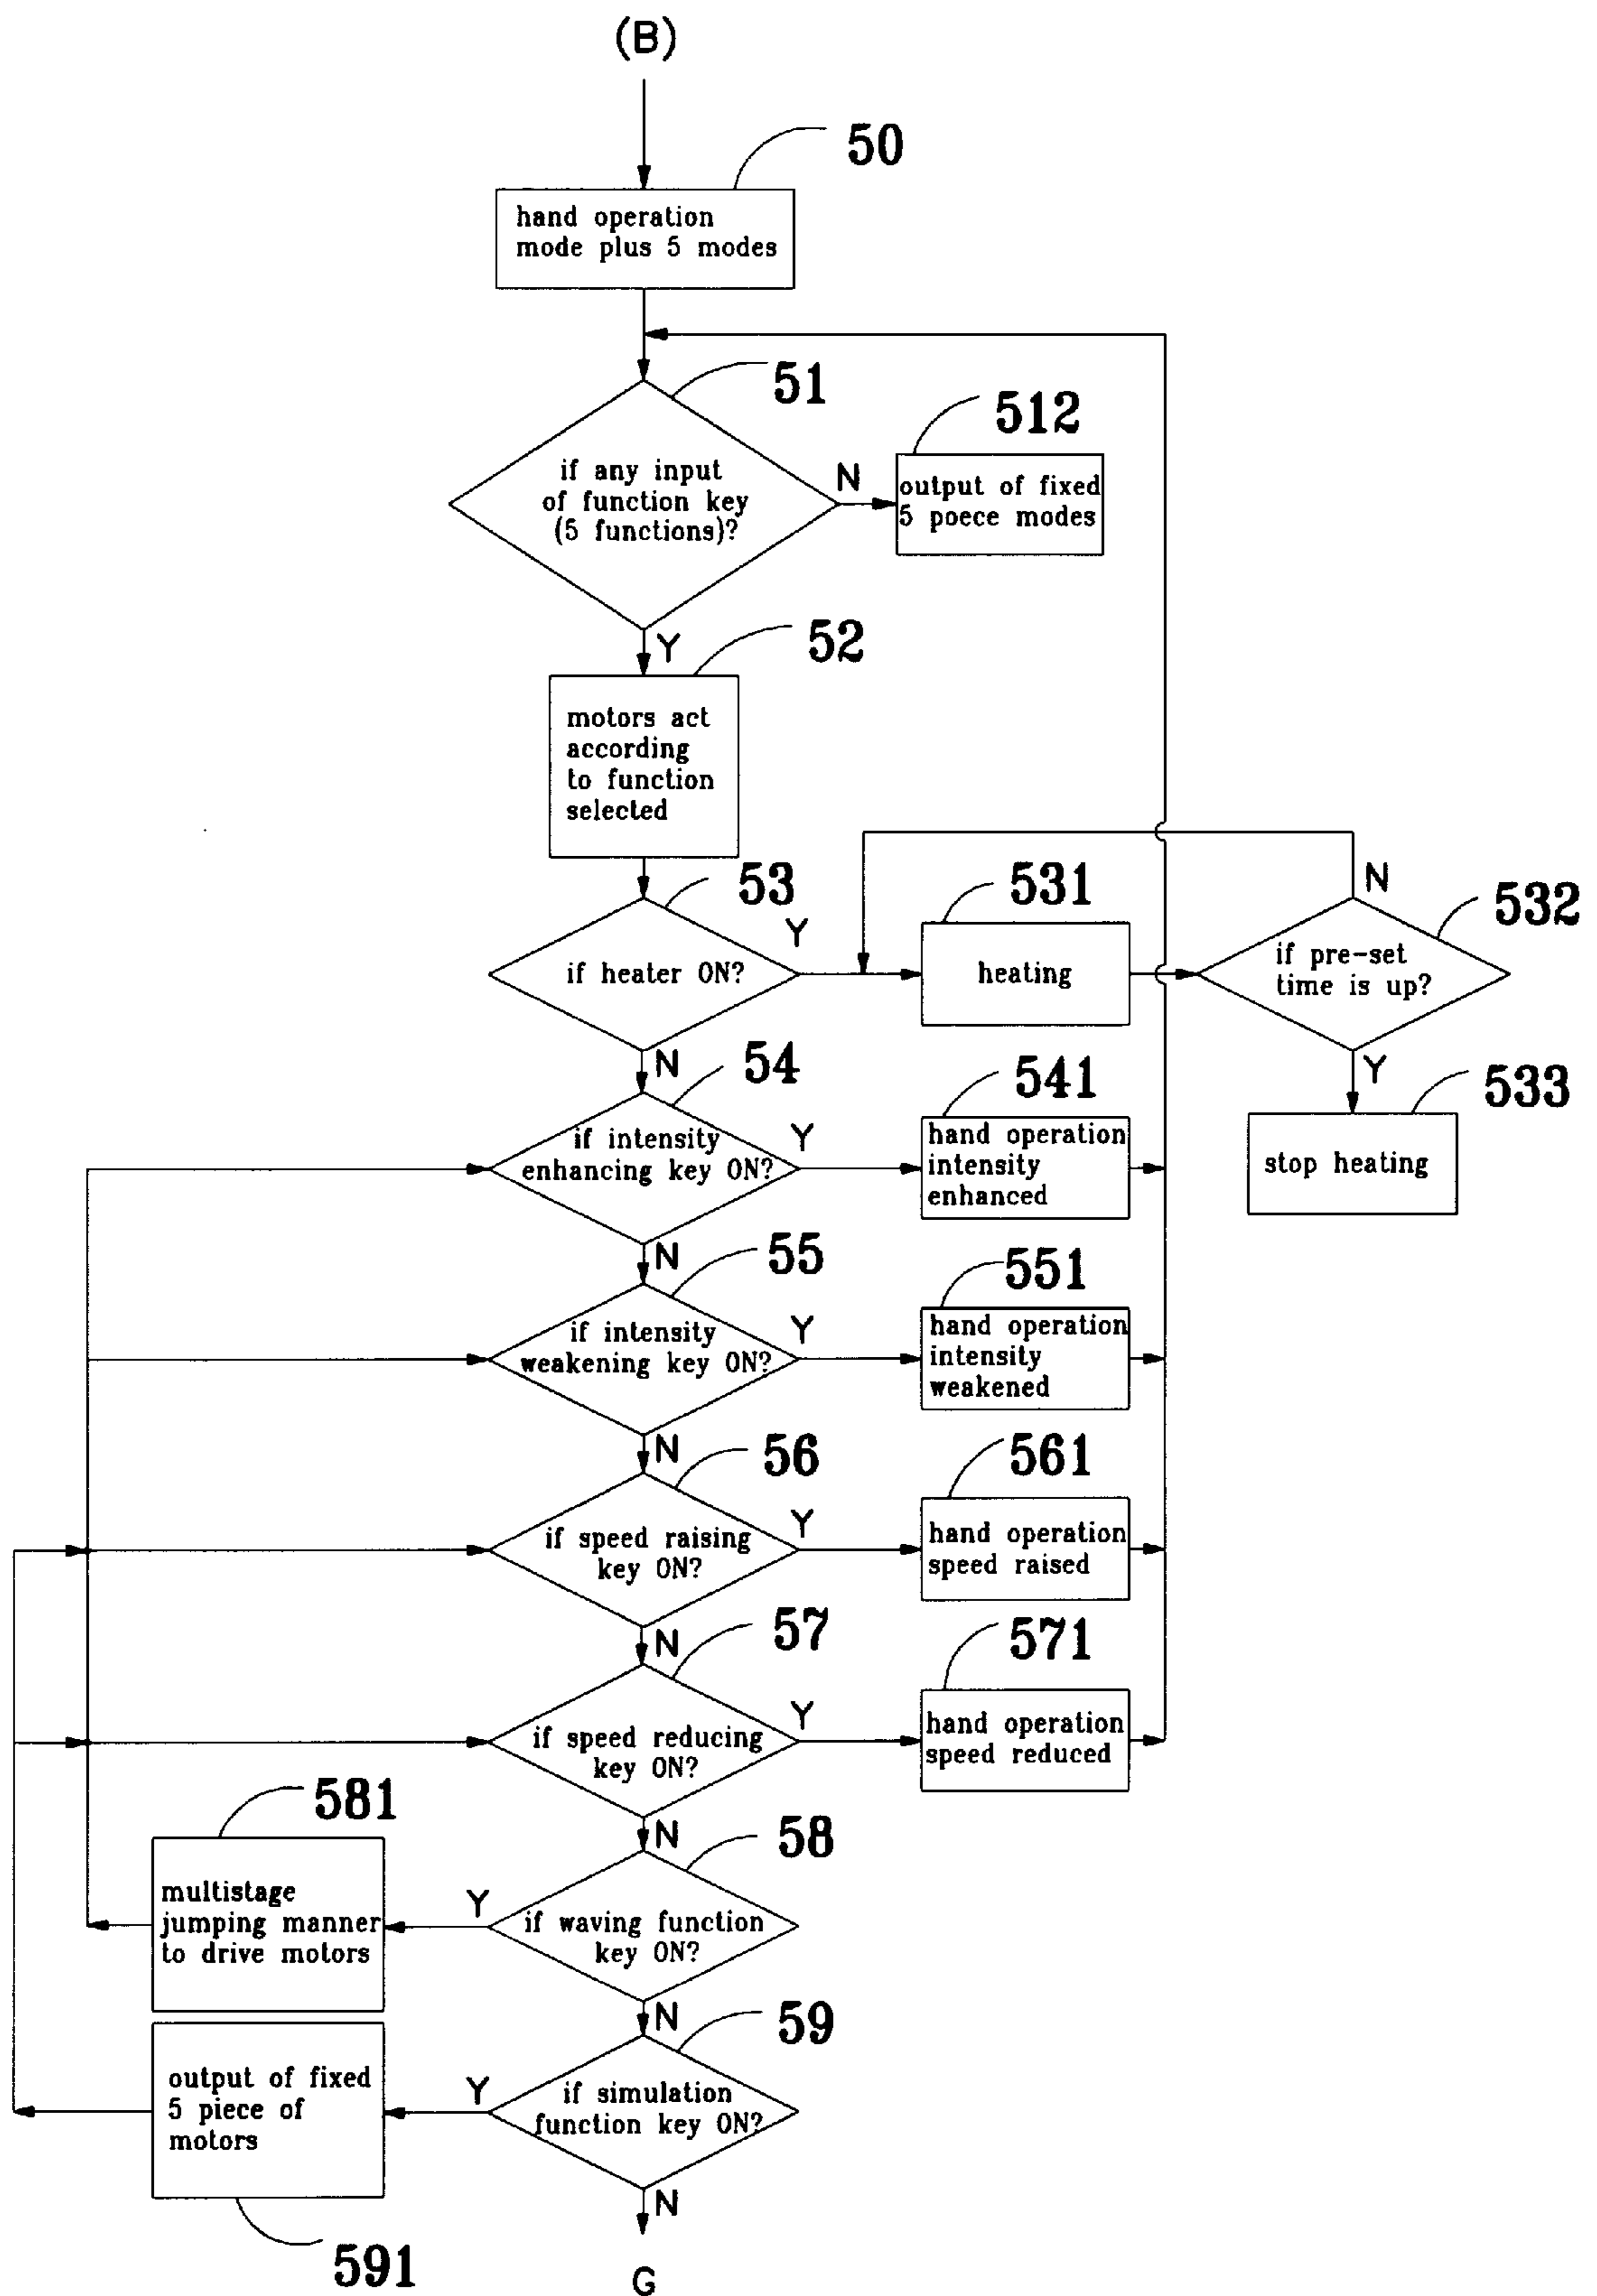 (B)
50
hand operation
mode plus 5 modes
51
if any input
of function key
(5 functions)?
N
512
output of fixed
5 poece modes
Y
52
motors act
according
to function
selected
53
if heater ON?
Y
531
heating
N
532
if pre-set
time is up?
Y
533
stop heating
N
54
if intensity
enhancing key ON?
Y
541
hand operation
intensity
enhanced
N
55
if intensity
weakening key ON?
Y
551
hand operation
intensity
weakened
N
56
if speed raising
key ON?
Y
561
hand operation
speed raised
N
57
if speed reducing
key ON?
Y
571
hand operation
speed reduced
N
58
if waving function
key ON?
Y
581
multistage
jumping manner
to drive motors
N
59
if simulation
function key ON?
Y
output of fixed
5 piece of
motors
591
N
G